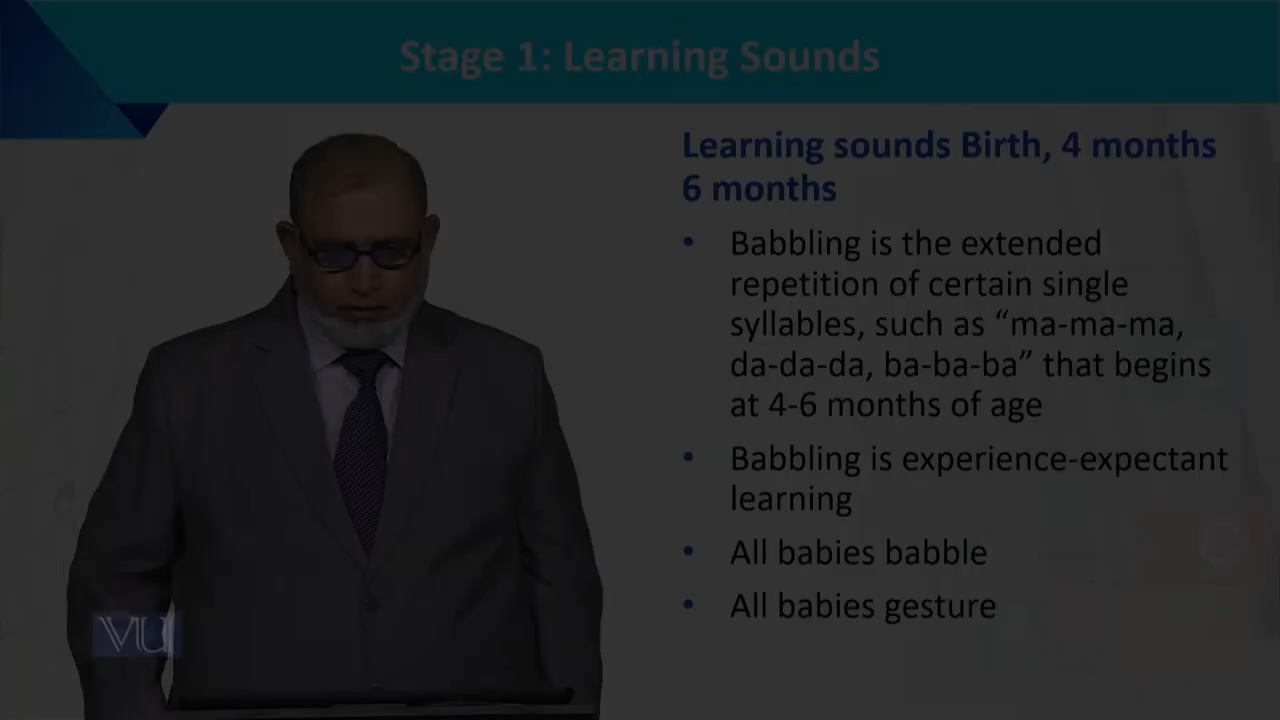 Stage 1: Learning Sounds
Learning sounds Birth, 4 months
6 months
• Babbling is the extended
repetition of certain single
syllables, such as “ma-ma-ma,
da-da-da, ba-ba-ba” that begins
at 4-6 months of age
• Babbling is experience-expectant
learning
• All babies babble
• All babies gesture
VU